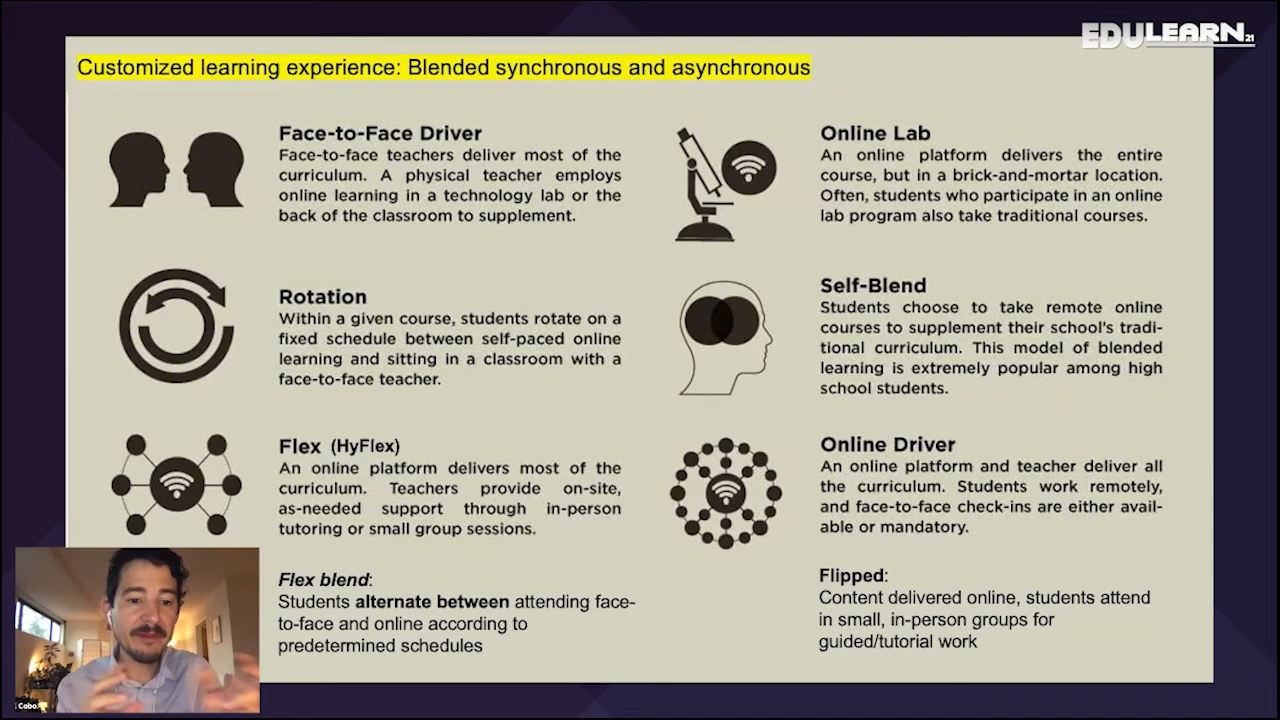 EDULEARN21
Customized learning experience: Blended synchronous and asynchronous
Face-to-Face Driver
Face-to-face teachers deliver most of the
curriculum. A physical teacher employs
online learning in a technology lab or the
back of the classroom to supplement.
Rotation
Within a given course, students rotate on a
fixed schedule between self-paced online
learning and sitting in a classroom with a
face-to-face teacher.
Flex (HyFlex)
An online platform delivers most of the
curriculum. Teachers provide on-site,
as-needed support through in-person
tutoring or small group sessions.
Flex blend:
Students alternate between attending face-
to-face and online according to
predetermined schedules
Online Lab
An online platform delivers the entire
course, but in a brick-and-mortar location.
Often, students who participate in an online
lab program also take traditional courses.
Self-Blend
Students choose to take remote online
courses to supplement their school's tradi-
tional curriculum. This model of blended
learning is extremely popular among high
school students.
Online Driver
An online platform and teacher deliver all
the curriculum. Students work remotely,
and face-to-face check-ins are either avail-
able or mandatory.
Flipped:
Content delivered online, students attend
in small, in-person groups for
guided/tutorial work
Cobo